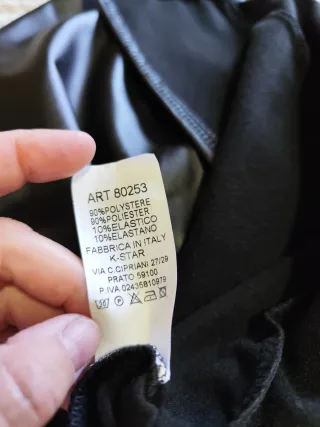 ART 80253
90%POLYSTERE
90%POLIESTER
10%ELASTICO
10%ELASTANO
FABBRICA IN ITALY
K-STAR
VIA C.CIPRIANI 27/29
PRATO 59100
P.IVA 02435810979